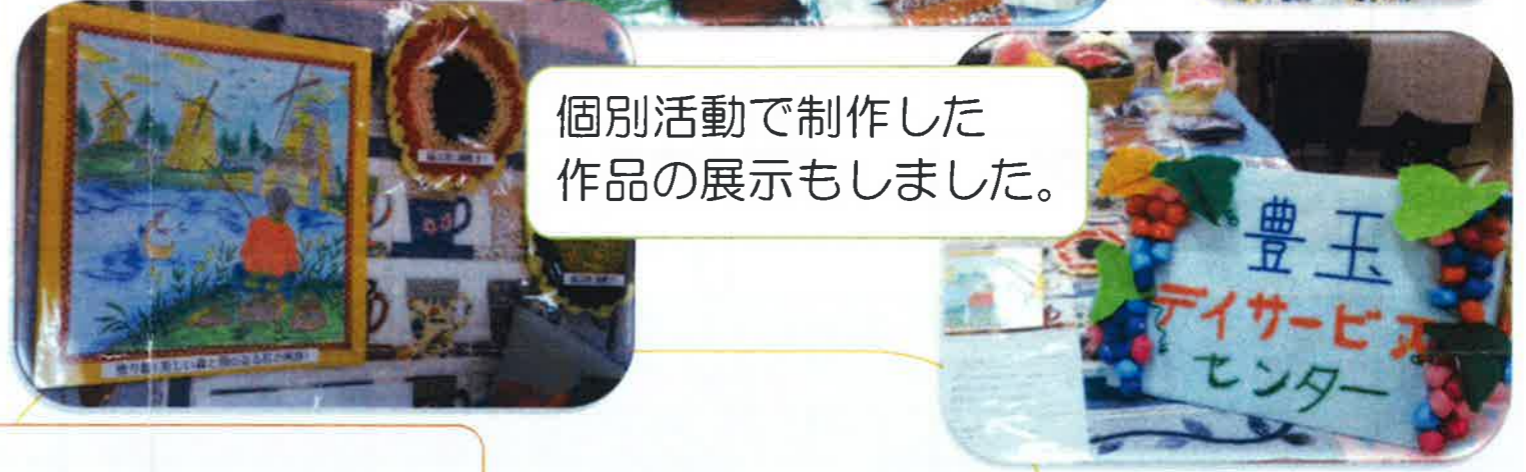 個別活動で制作した
作品の展示もしました。
豊玉
デイサービス
センター